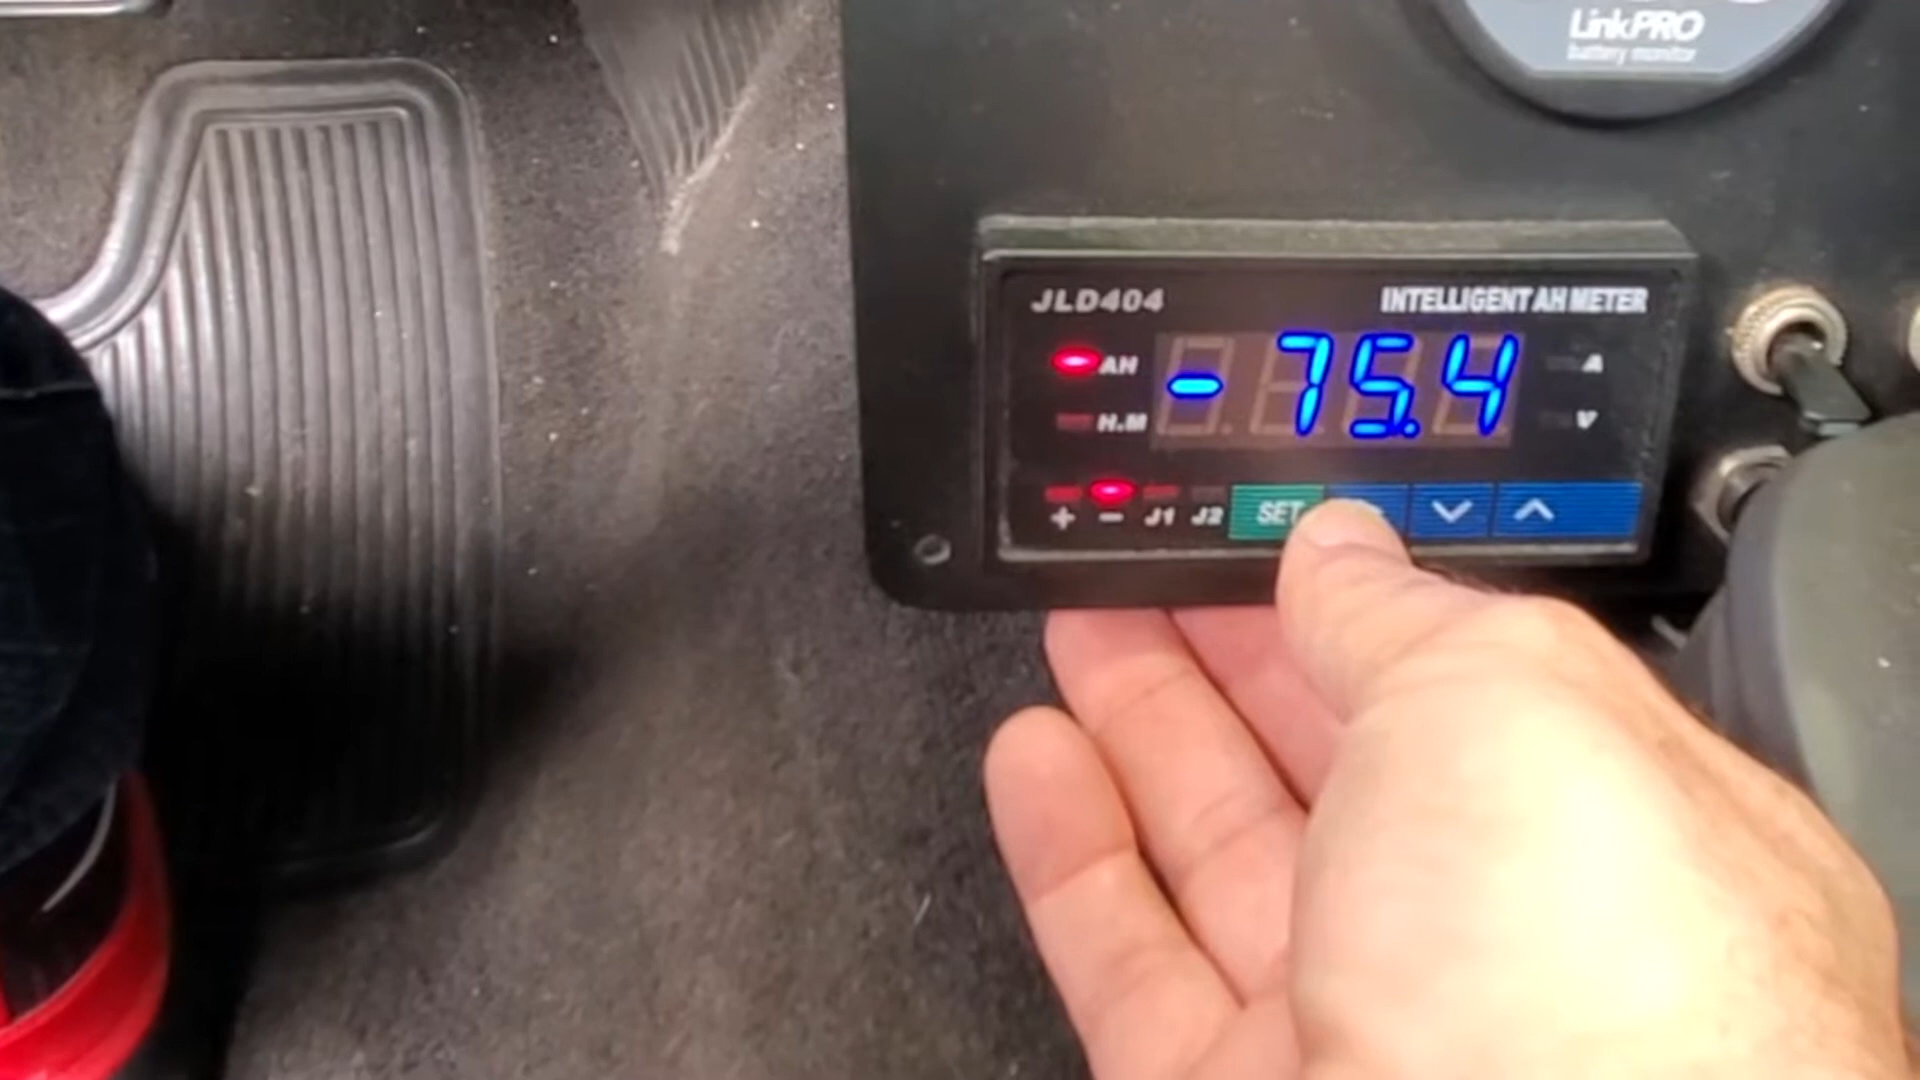 LinkPRO
battery monitor
JLD404 INTELLIGENT AH METER
AH - 75.4 A
H.M V
+ - J1 J2 SET